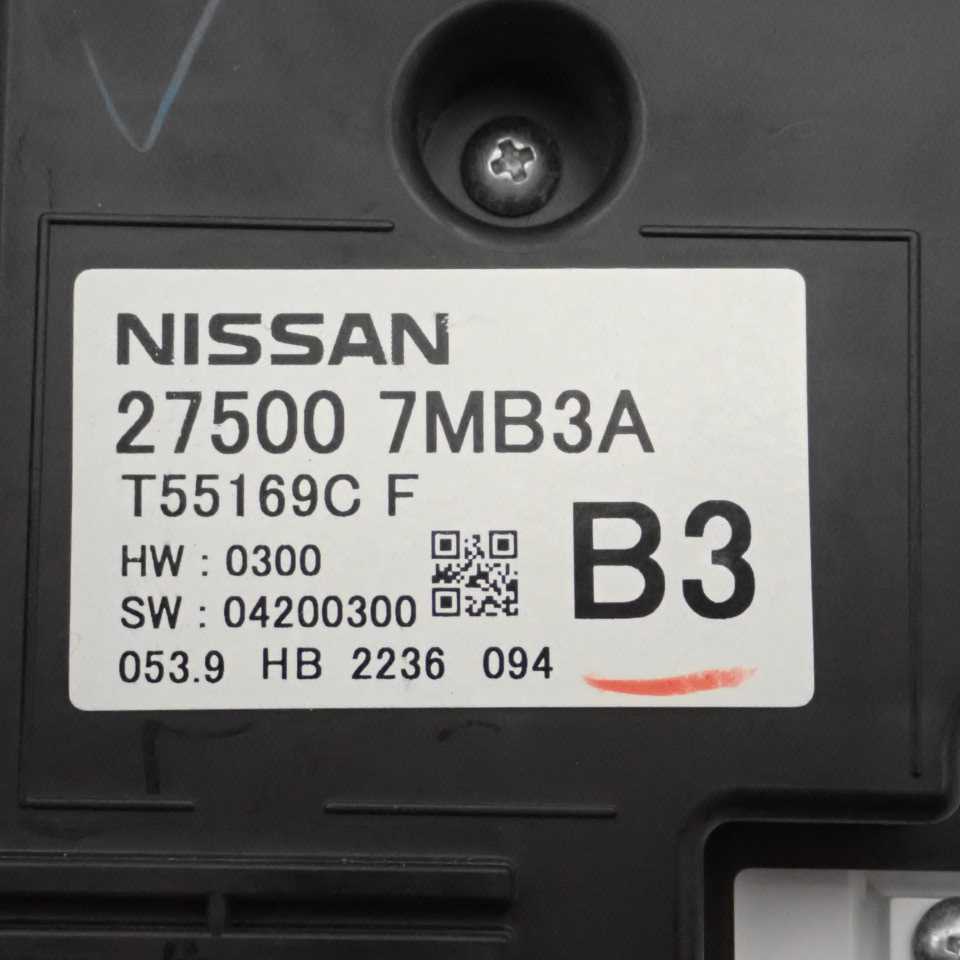 NISSAN
27500 7MB3A
T55169C F
HW : 0300
SW : 04200300
B3
053.9 HB 2236 094